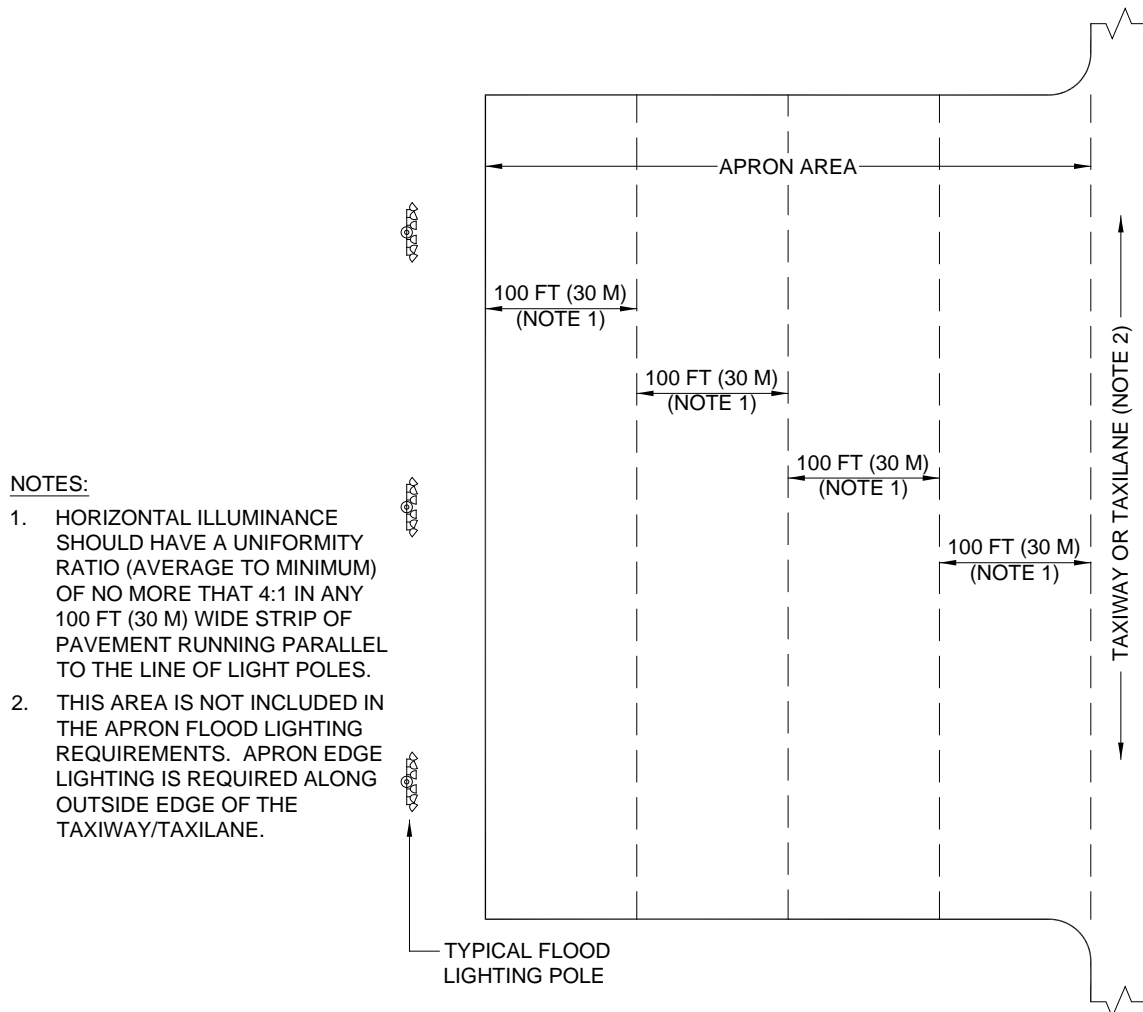 APRON AREA
100 FT (30 M)
(NOTE 1)
100 FT (30 M)
(NOTE 1)
100 FT (30 M)
(NOTE 1)
100 FT (30 M)
(NOTE 1)
TAXIWAY OR TAXILANE (NOTE 2)
NOTES:
1. HORIZONTAL ILLUMINANCE
SHOULD HAVE A UNIFORMITY
RATIO (AVERAGE TO MINIMUM)
OF NO MORE THAT 4:1 IN ANY
100 FT (30 M) WIDE STRIP OF
PAVEMENT RUNNING PARALLEL
TO THE LINE OF LIGHT POLES.
2. THIS AREA IS NOT INCLUDED IN
THE APRON FLOOD LIGHTING
REQUIREMENTS. APRON EDGE
LIGHTING IS REQUIRED ALONG
OUTSIDE EDGE OF THE
TAXIWAY/TAXILANE.
TYPICAL FLOOD
LIGHTING POLE